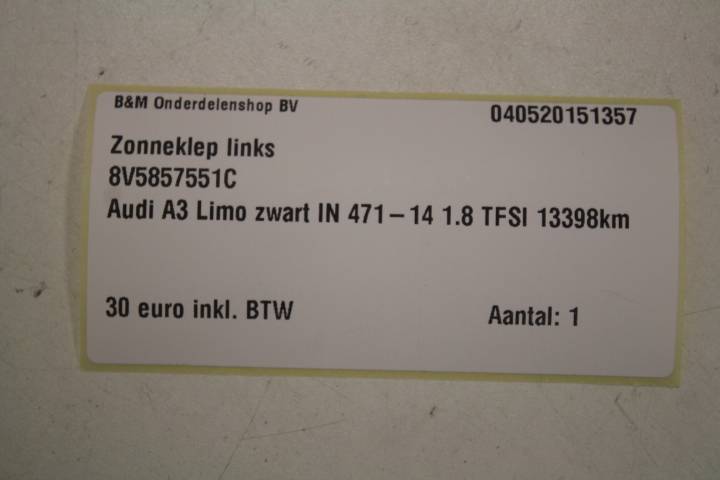 B&M Onderdelenshop BV
040520151357
Zonneklep links
8V5857551C
Audi A3 Limo zwart IN 471-14 1.8 TFSI 13398km
30 euro inkl. BTW
Aantal: 1